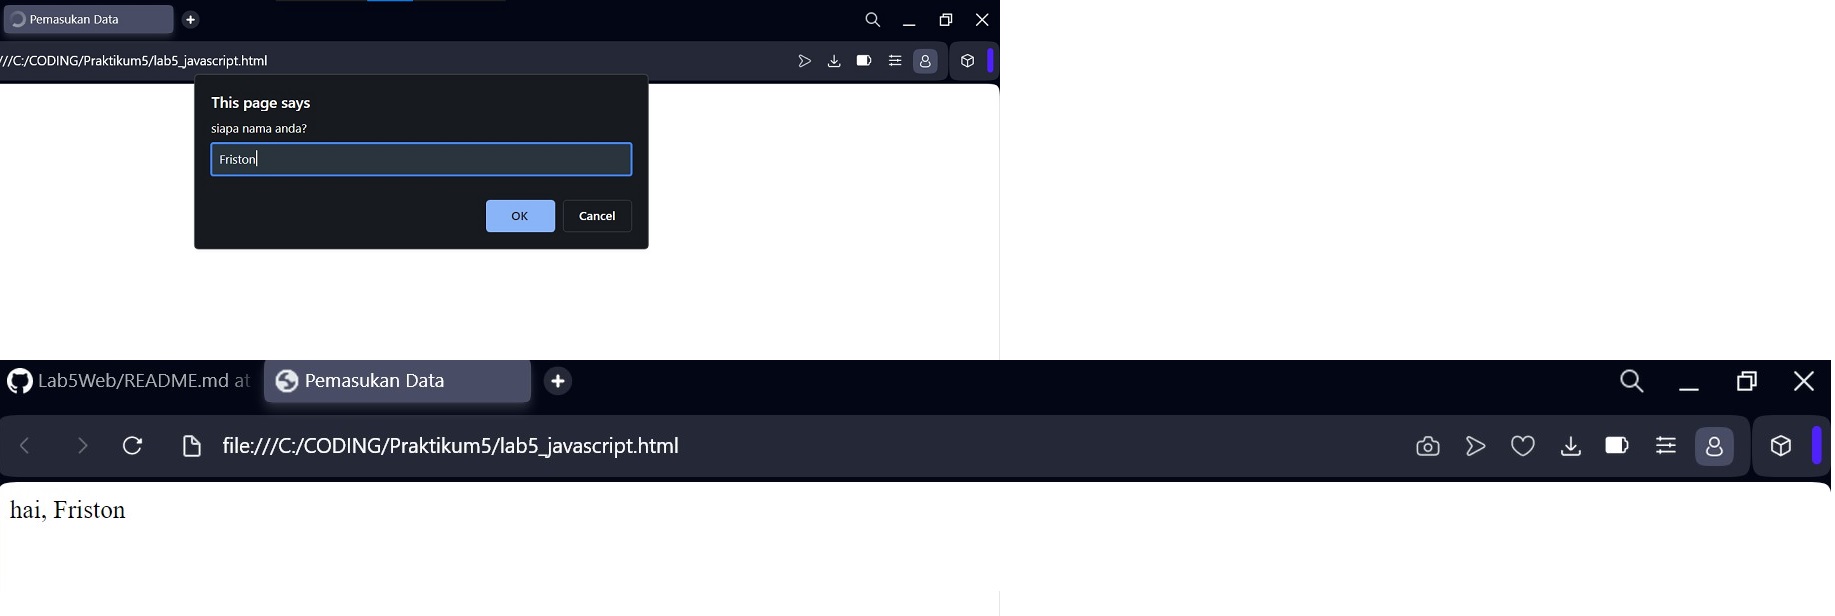 Pemasukan Data
///C:/CODING/Praktikum5/lab5_javascript.html
This page says
siapa nama anda?
Friston
OK
Cancel
Lab5Web/README.md at
Pemasukan Data
file:///C:/CODING/Praktikum5/lab5_javascript.html
hai, Friston